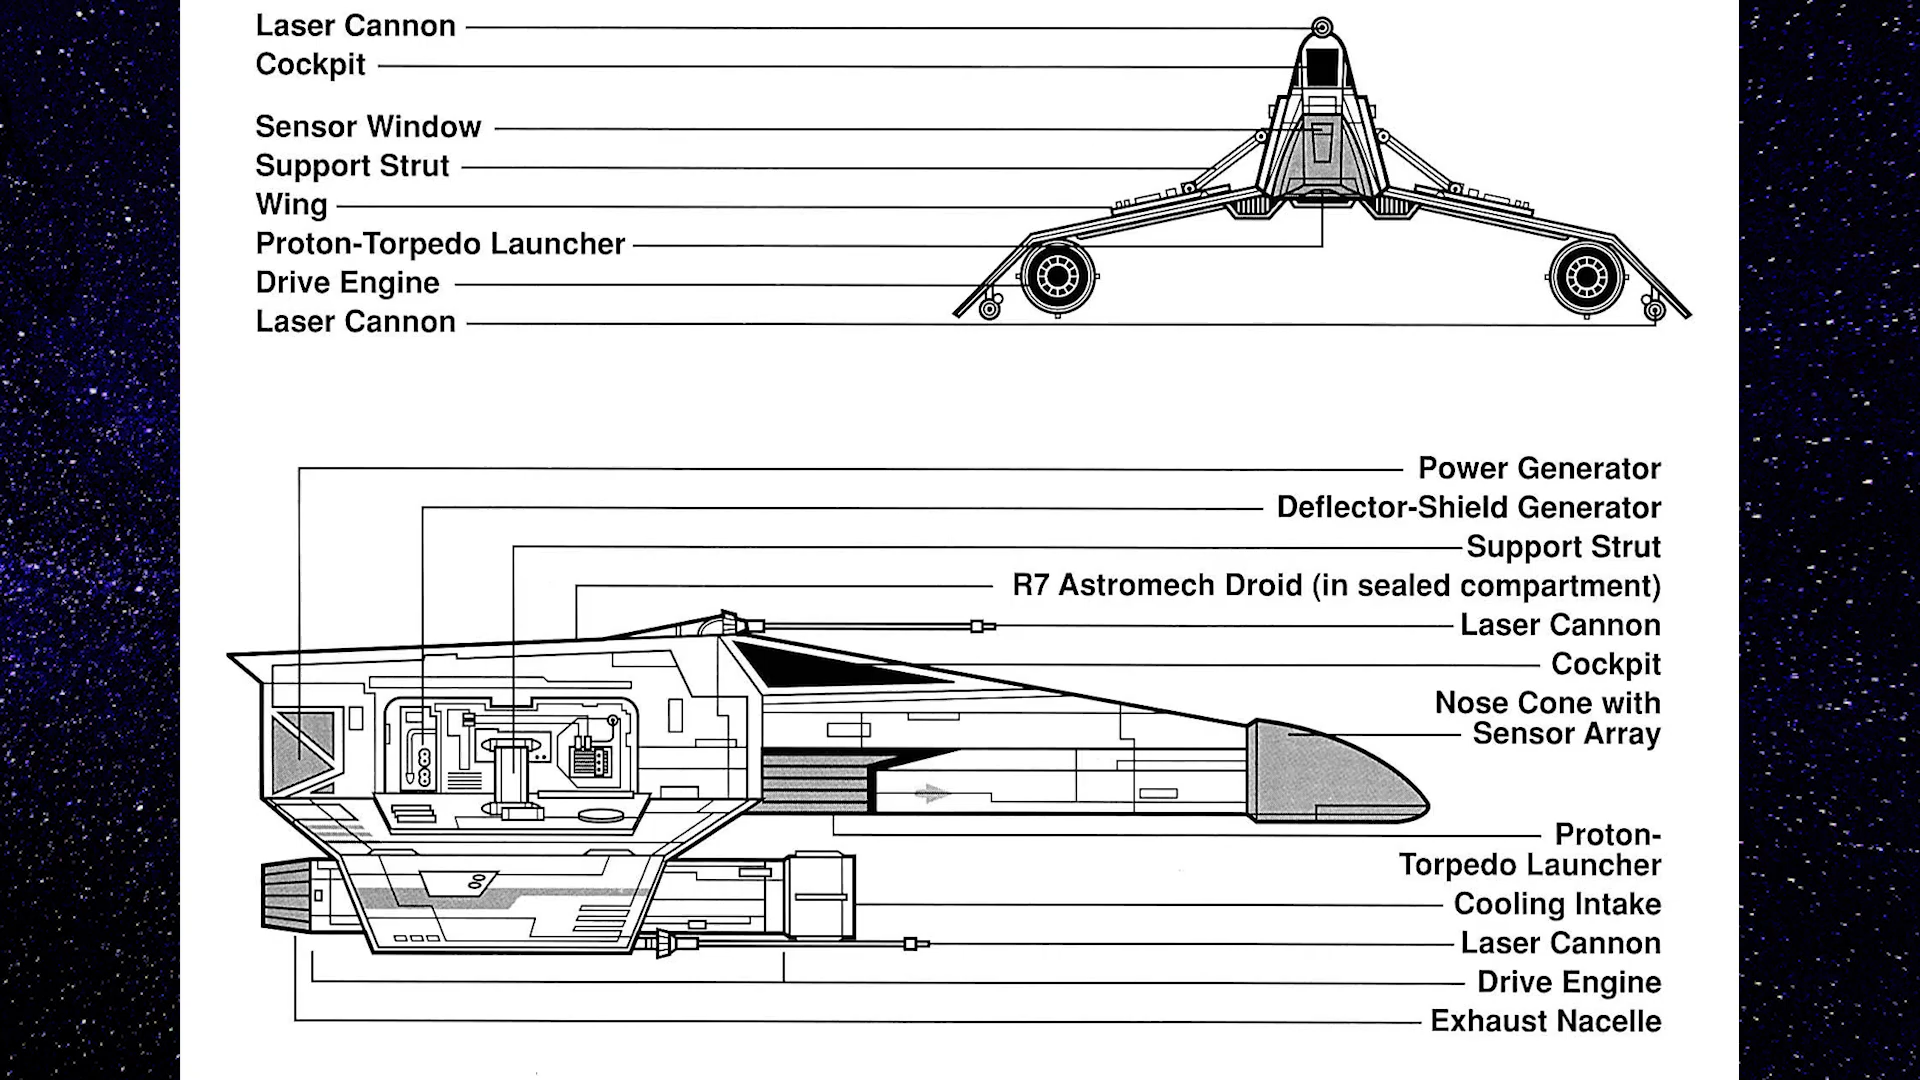 Laser Cannon
Cockpit
Sensor Window
Support Strut
Wing
Proton-Torpedo Launcher
Drive Engine
Laser Cannon
Power Generator
Deflector-Shield Generator
Support Strut
R7 Astromech Droid (in sealed compartment)
Laser Cannon
Cockpit
Nose Cone with
Sensor Array
Proton-
Torpedo Launcher
Cooling Intake
Laser Cannon
Drive Engine
Exhaust Nacelle